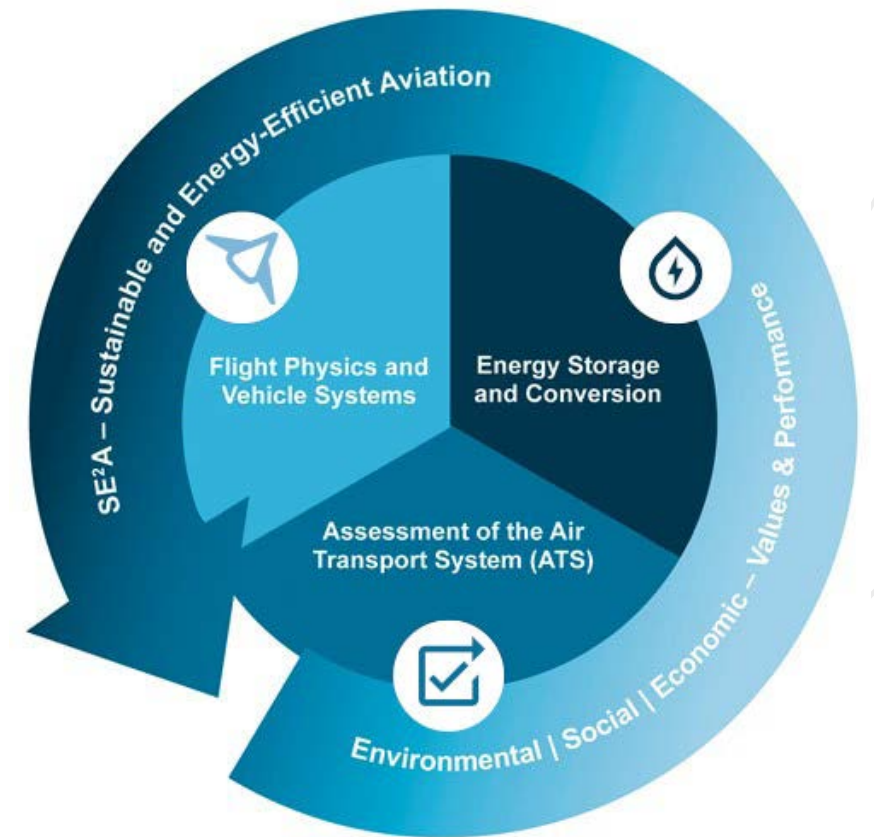 SE²A – Sustainable and Energy-Efficient Aviation
Flight Physics and
Vehicle Systems
Energy Storage
and Conversion
Assessment of the Air
Transport System (ATS)
Environmental | Social | Economic – Values & Performance